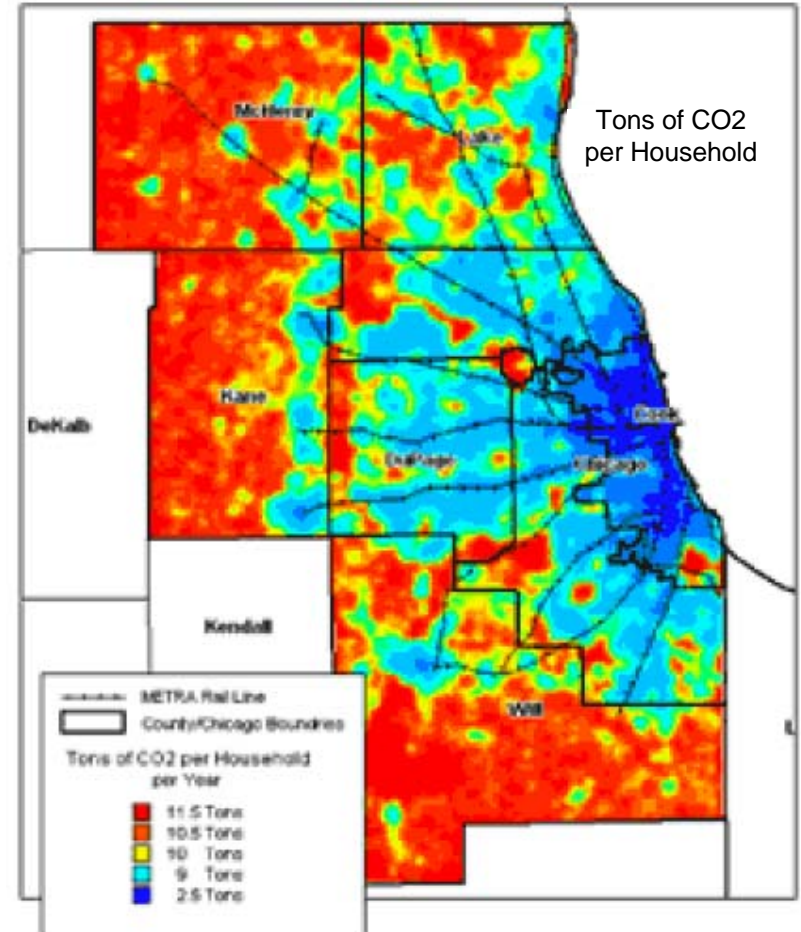 Tons of CO2
per Household
McHenry
Lake
Kane
DeKalb
Cook
DuPage
Chicago
Kendall
Will
METRA Rail Line
County/Chicago Boundries
Tons of CO2 per Household
per Year
11.5 Tons
10.5 Tons
10 Tons
9 Tons
2.5 Tons
L